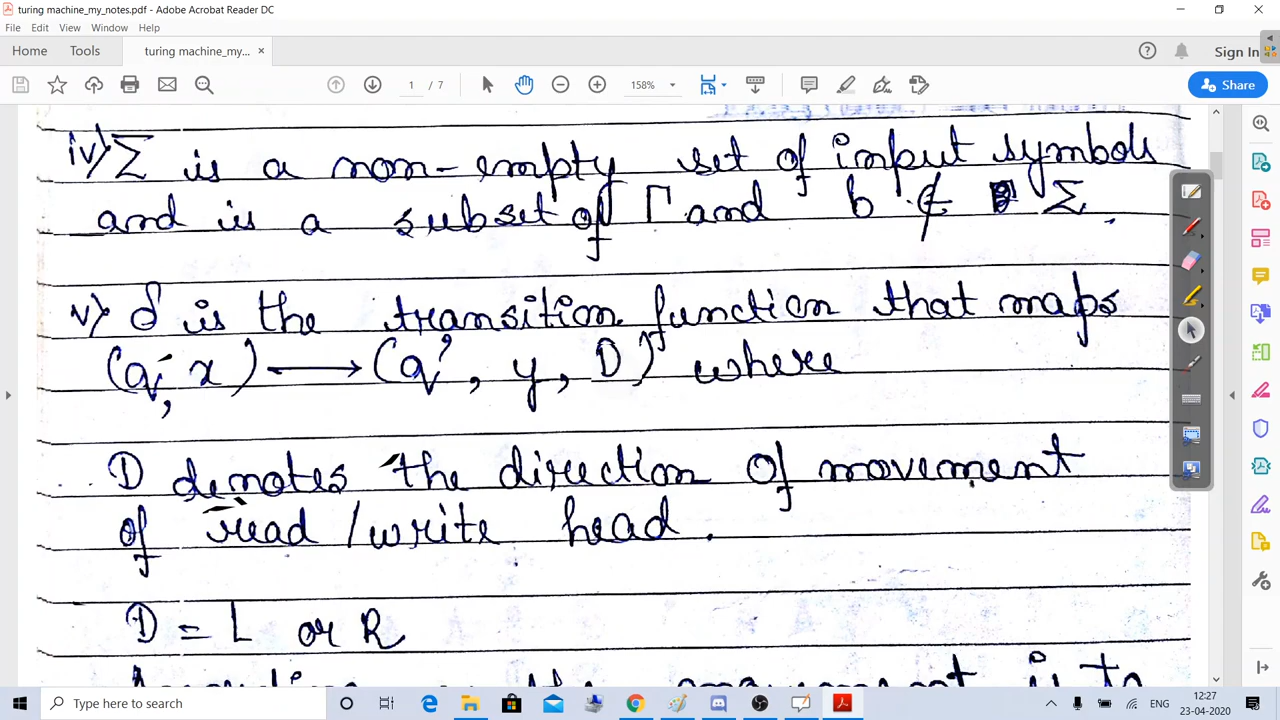 turing machine_my_notes.pdf - Adobe Acrobat Reader DC
File Edit View Window Help
Home Tools turing machine_my... × Sign In
1 / 7 158% Share
iv) Σ is a non-empty set of input symbols
and is a subset of Γ and b ∉ Σ.
v) δ is the transition function that maps
(q, x) ⟶ (q', y, D) where
D denotes the direction of movement
of read /write head.
D = L or R
Type here to search
ENG 12:27
23-04-2020